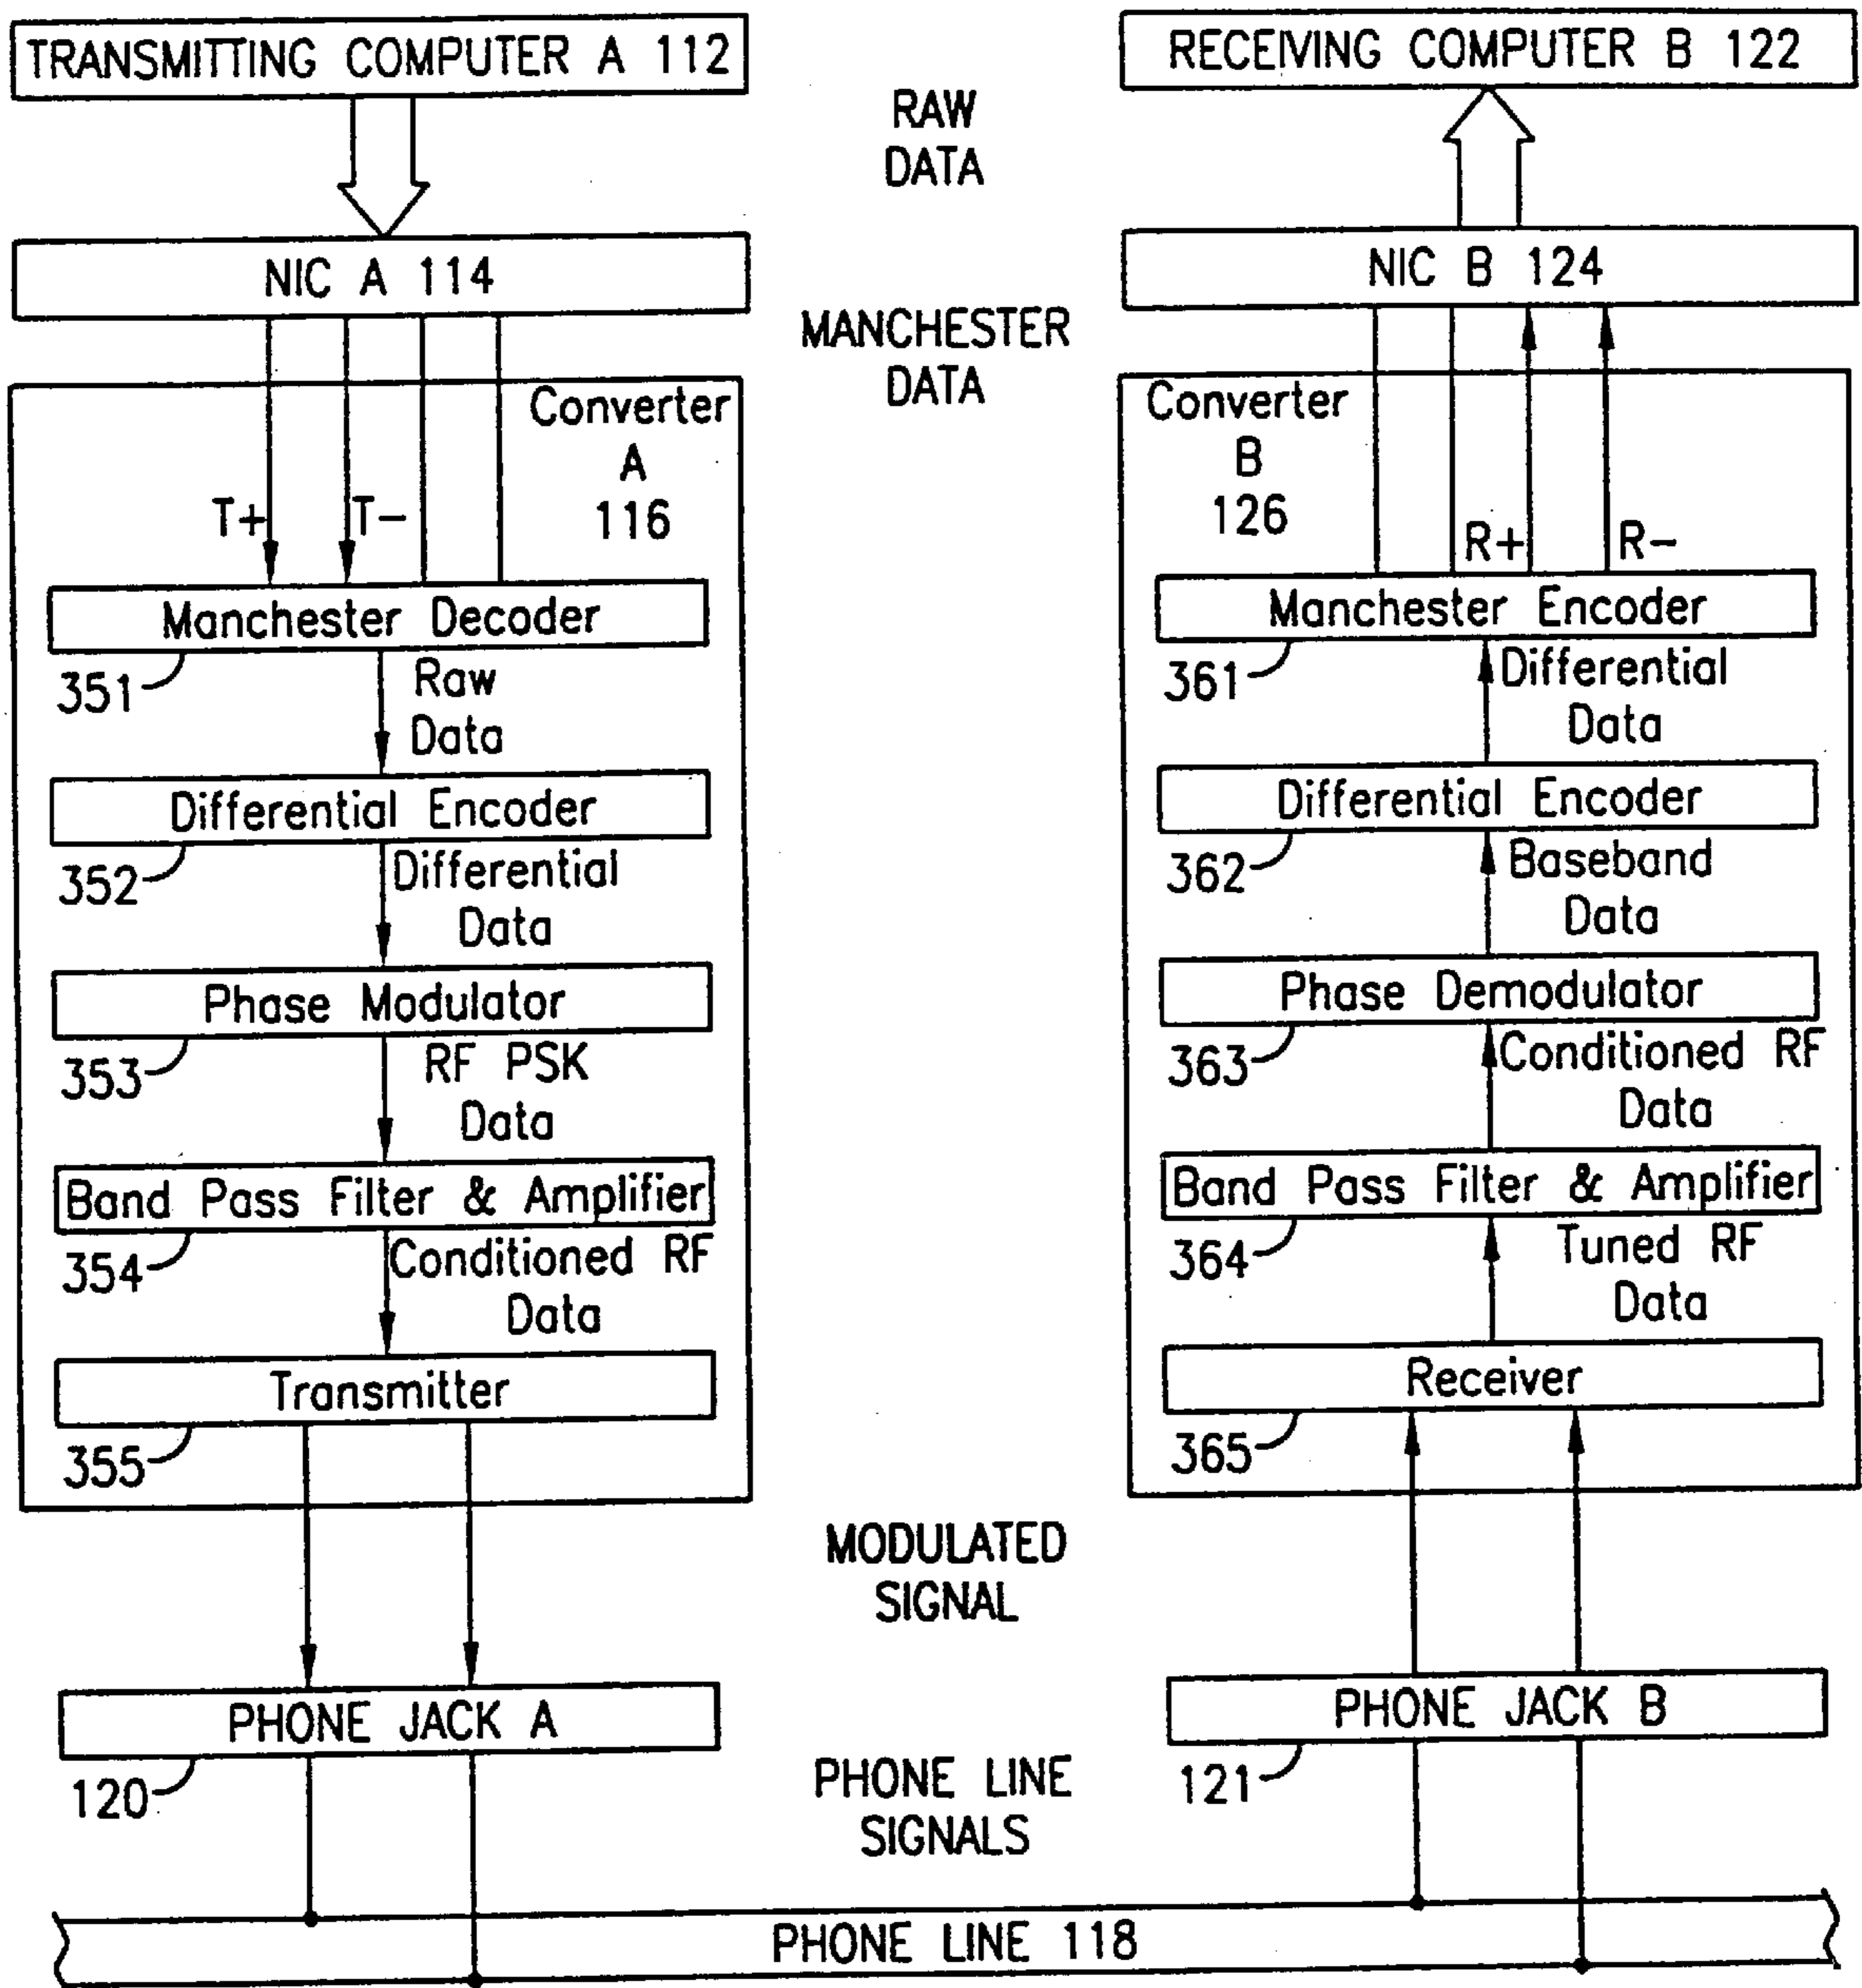 TRANSMITTING COMPUTER A 112
RAW
DATA
NIC A 114
MANCHESTER
DATA
Converter
A
116
T+
T-
Manchester Decoder
351
Raw
Data
Differential Encoder
352
Differential
Data
Phase Modulator
353
RF PSK
Data
Band Pass Filter & Amplifier
354
Conditioned RF
Data
Transmitter
355
MODULATED
SIGNAL
PHONE JACK A
120
PHONE LINE
SIGNALS
RECEIVING COMPUTER B 122
NIC B 124
Converter
B
126
R+
R-
Manchester Encoder
361
Differential
Data
Differential Encoder
362
Baseband
Data
Phase Demodulator
363
Conditioned RF
Data
Band Pass Filter & Amplifier
364
Tuned RF
Data
Receiver
365
PHONE JACK B
121
PHONE LINE 118